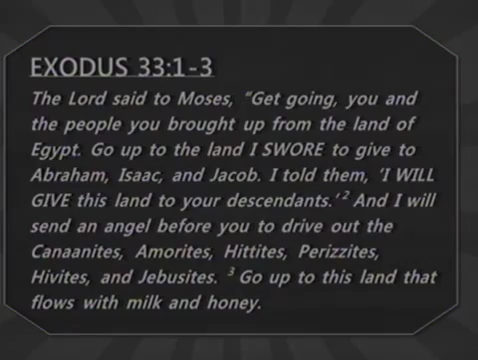 EXODUS 33:1-3
The Lord said to Moses, “Get going, you and
the people you brought up from the land of
Egypt. Go up to the land I SWORE to give to
Abraham, Isaac, and Jacob. I told them, ‘I WILL
GIVE this land to your descendants.’ 2 And I will
send an angel before you to drive out the
Canaanites, Amorites, Hittites, Perizzites,
Hivites, and Jebusites. 3 Go up to this land that
flows with milk and honey.